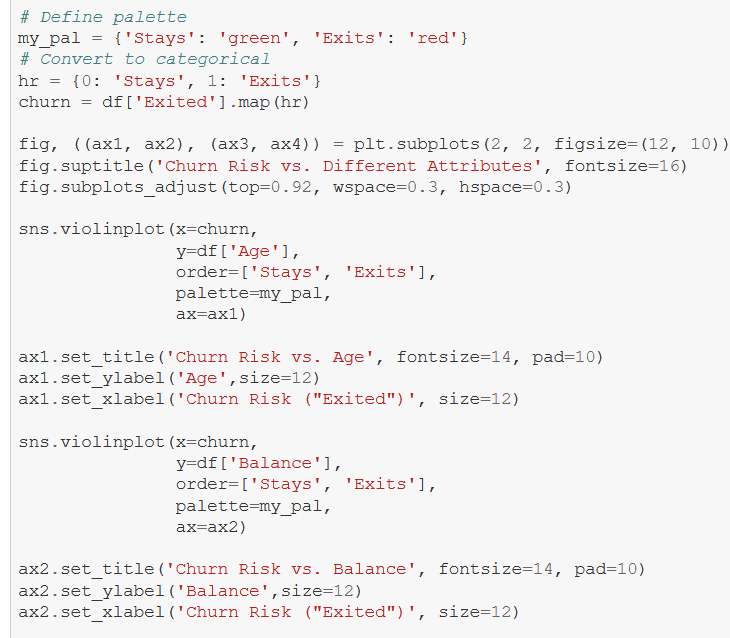 # Define palette
my_pal = {'Stays': 'green', 'Exits': 'red'}
# Convert to categorical
hr = {0: 'Stays', 1: 'Exits'}
churn = df['Exited'].map(hr)

fig, ((ax1, ax2), (ax3, ax4)) = plt.subplots(2, 2, figsize=(12, 10))
fig.suptitle('Churn Risk vs. Different Attributes', fontsize=16)
fig.subplots_adjust(top=0.92, wspace=0.3, hspace=0.3)

sns.violinplot(x=churn,
               y=df['Age'],
               order=['Stays', 'Exits'],
               palette=my_pal,
               ax=ax1)

ax1.set_title('Churn Risk vs. Age', fontsize=14, pad=10)
ax1.set_ylabel('Age',size=12)
ax1.set_xlabel('Churn Risk ("Exited")', size=12)

sns.violinplot(x=churn,
               y=df['Balance'],
               order=['Stays', 'Exits'],
               palette=my_pal,
               ax=ax2)

ax2.set_title('Churn Risk vs. Balance', fontsize=14, pad=10)
ax2.set_ylabel('Balance',size=12)
ax2.set_xlabel('Churn Risk ("Exited")', size=12)